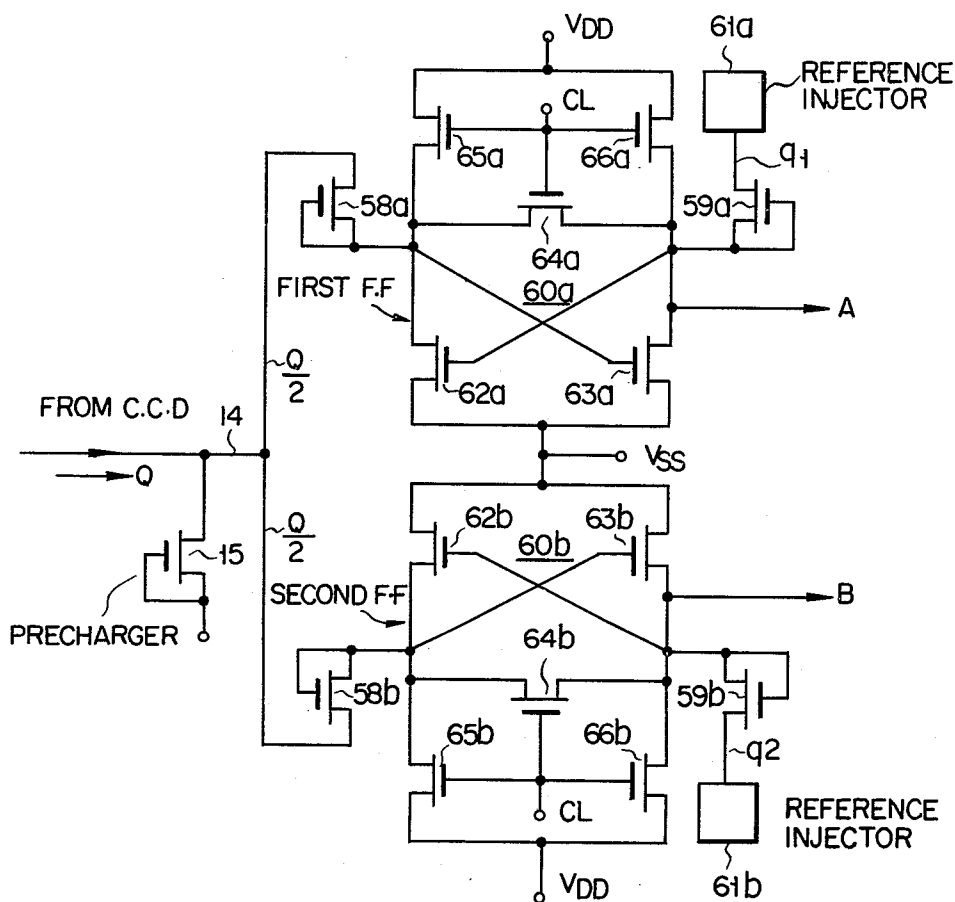 VDD
61a
REFERENCE
INJECTOR
CL
65a
66a
q1
58a
59a
64a
FIRST F.F
60a
A
Q/2
62a
63a
FROM C.C.D
14
VSS
Q
Q/2
62b
63b
60b
15
SECOND F.F
B
PRECHARGER
64b
58b
59b
65b
66b
q2
CL
REFERENCE
INJECTOR
VDD
61b